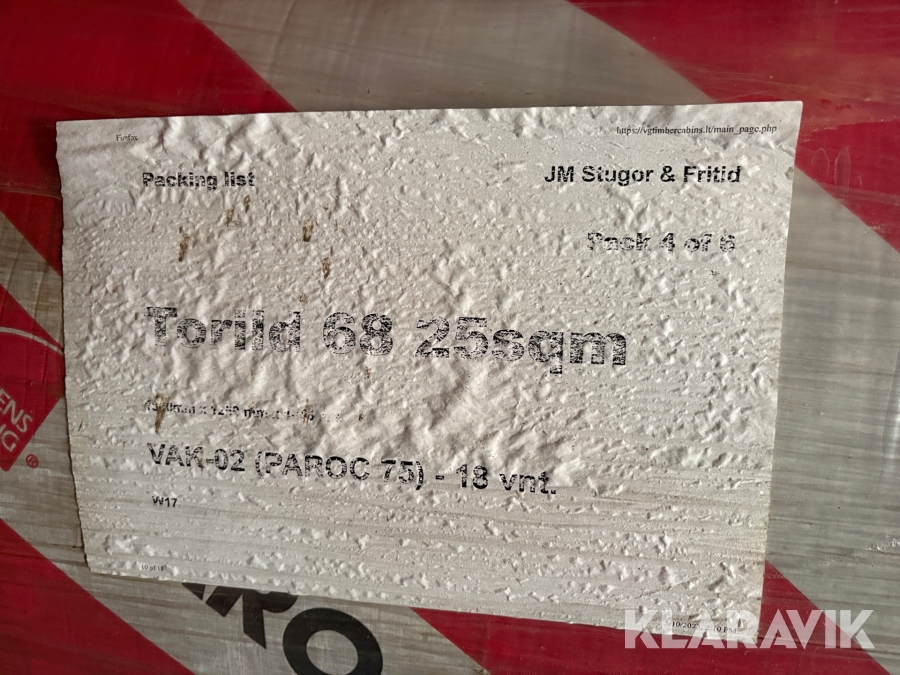 Firefox
https://vgtimbercabins.lt/main_page.php
Packing list
JM Stugor & Fritid
Pack 4 of 6
Torild 68 25sqm
VAK-02 (PAROC 75) - 18 vnt.
W17
KLARAVIK